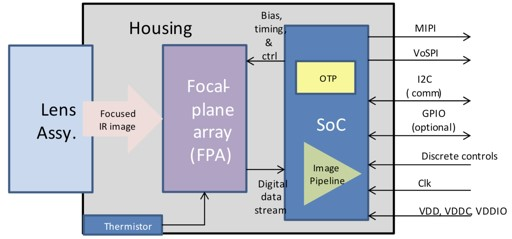 Housing
Bias,
timing,
&
ctrl
MIPI
VoSPI
I2C
( comm)
GPIO
(optional)
Discrete controls
Clk
VDD, VDDC, VDDIO
OTP
SoC
Image
Pipeline
Focal-
plane
array
(FPA)
Lens
Assy.
Focused
IR image
Digital
data
stream
Thermistor